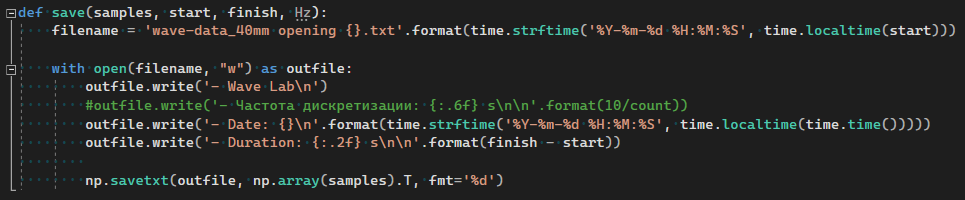 def save(samples, start, finish, Hz):
    filename = 'wave-data_40mm opening {}.txt'.format(time.strftime('%Y-%m-%d %H:%M:%S', time.localtime(start)))
    with open(filename, "w") as outfile:
        outfile.write('- Wave Lab\n')
        #outfile.write('- Частота дискретизации: {:.6f} s\n\n'.format(10/count))
        outfile.write('- Date: {}\n'.format(time.strftime('%Y-%m-%d %H:%M:%S', time.localtime(time.time()))))
        outfile.write('- Duration: {:.2f} s\n\n'.format(finish - start))
        np.savetxt(outfile, np.array(samples).T, fmt='%d')